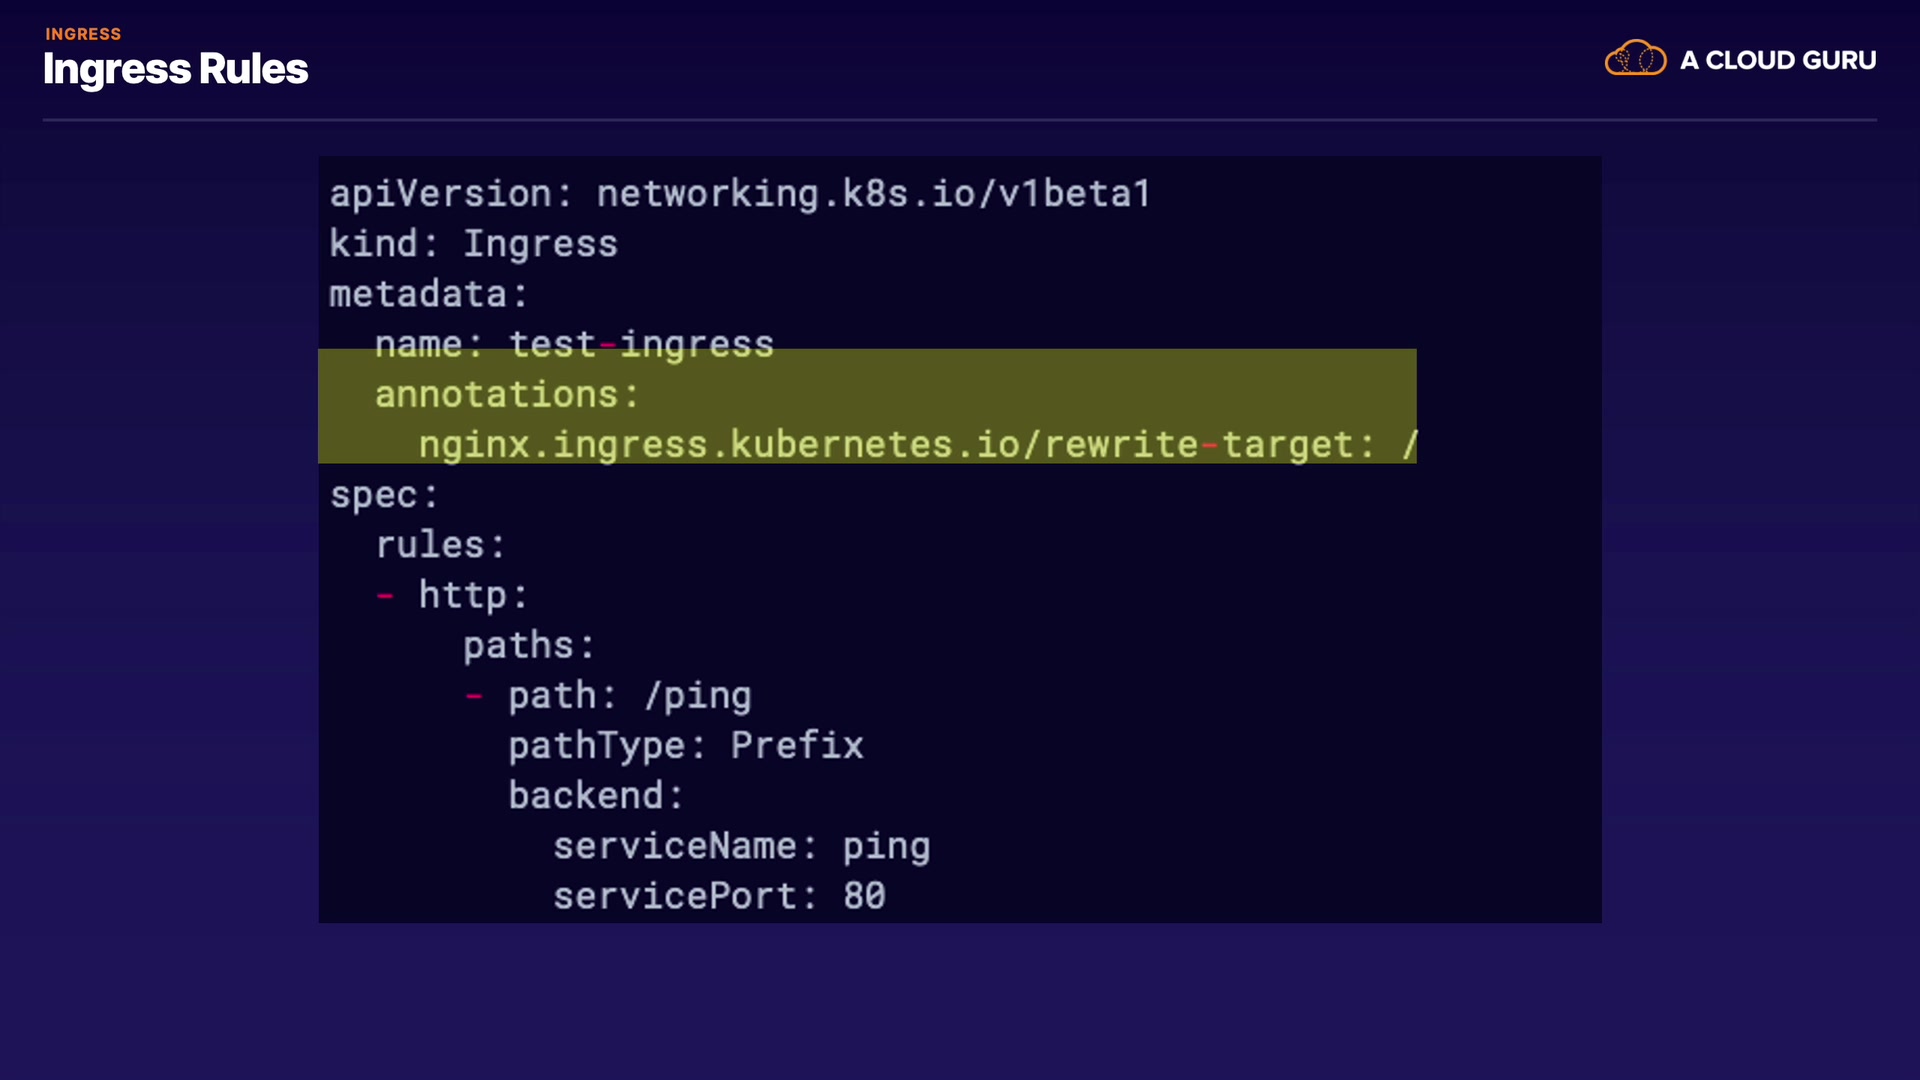 INGRESS
Ingress Rules
A CLOUD GURU
apiVersion: networking.k8s.io/v1beta1
kind: Ingress
metadata:
  name: test-ingress
  annotations:
    nginx.ingress.kubernetes.io/rewrite-target: /
spec:
  rules:
  - http:
      paths:
      - path: /ping
        pathType: Prefix
        backend:
          serviceName: ping
          servicePort: 80